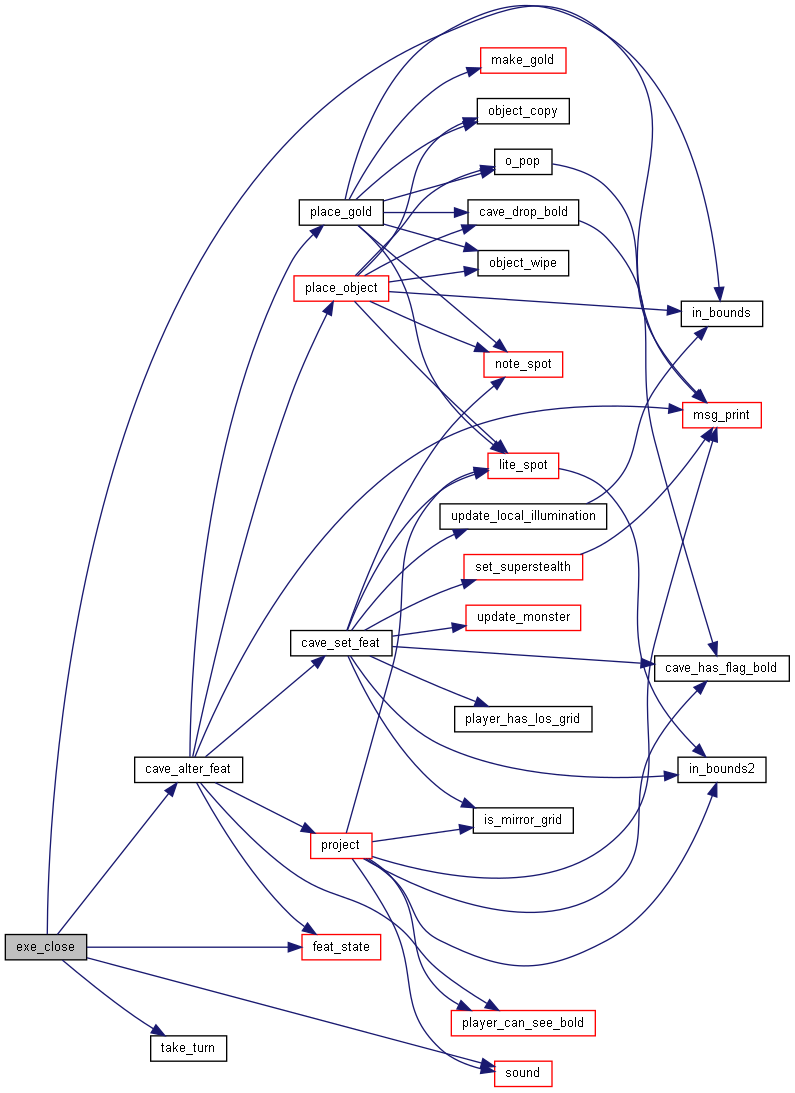 make_gold
object_copy
o_pop
place_gold
cave_drop_bold
object_wipe
place_object
in_bounds
note_spot
msg_print
lite_spot
update_local_illumination
set_superstealth
update_monster
cave_set_feat
cave_has_flag_bold
player_has_los_grid
cave_alter_feat
in_bounds2
is_mirror_grid
project
exe_close
feat_state
player_can_see_bold
take_turn
sound